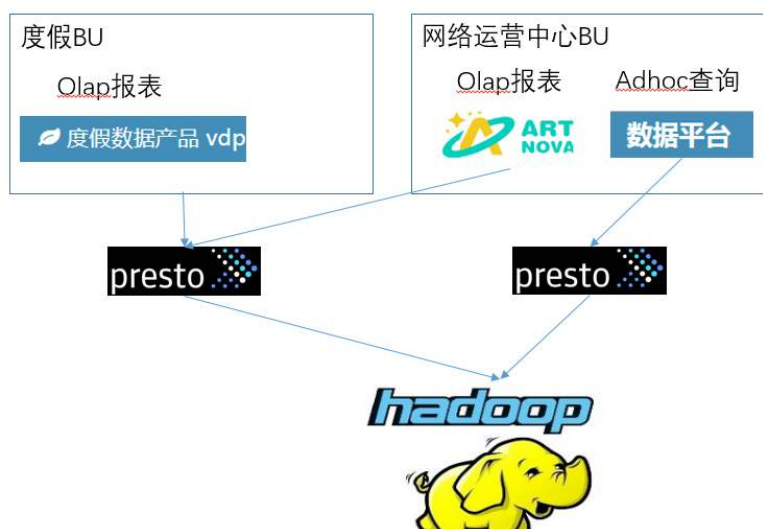 度假BU
Olap报表
度假数据产品 vdp
网络运营中心BU
Olap报表
Adhoc查询
ART
NOVA
数据平台
presto
presto
hadoop